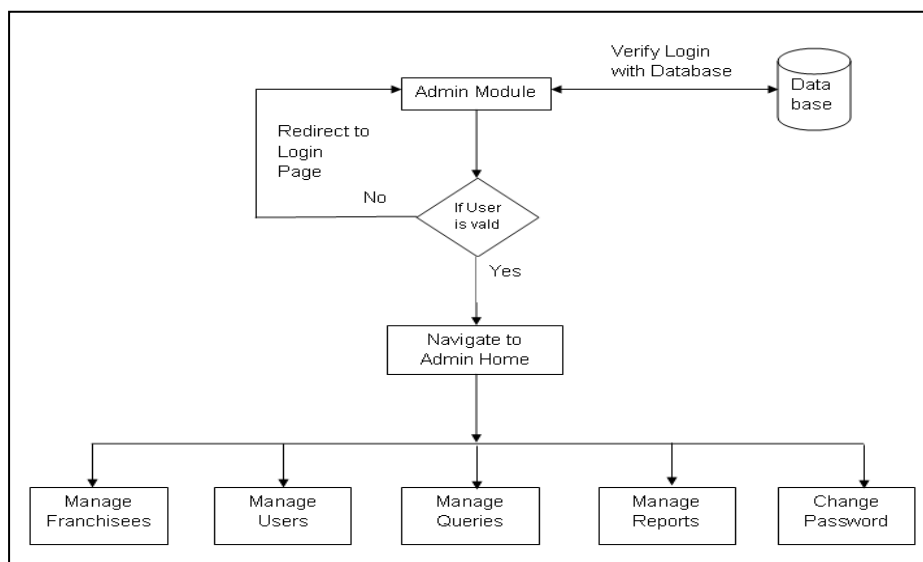 Verify Login
with Database
Data
base
Admin Module
Redirect to
Login
Page
No
If User
is vald
Yes
Navigate to
Admin Home
Manage
Franchisees
Manage
Users
Manage
Queries
Manage
Reports
Change
Password